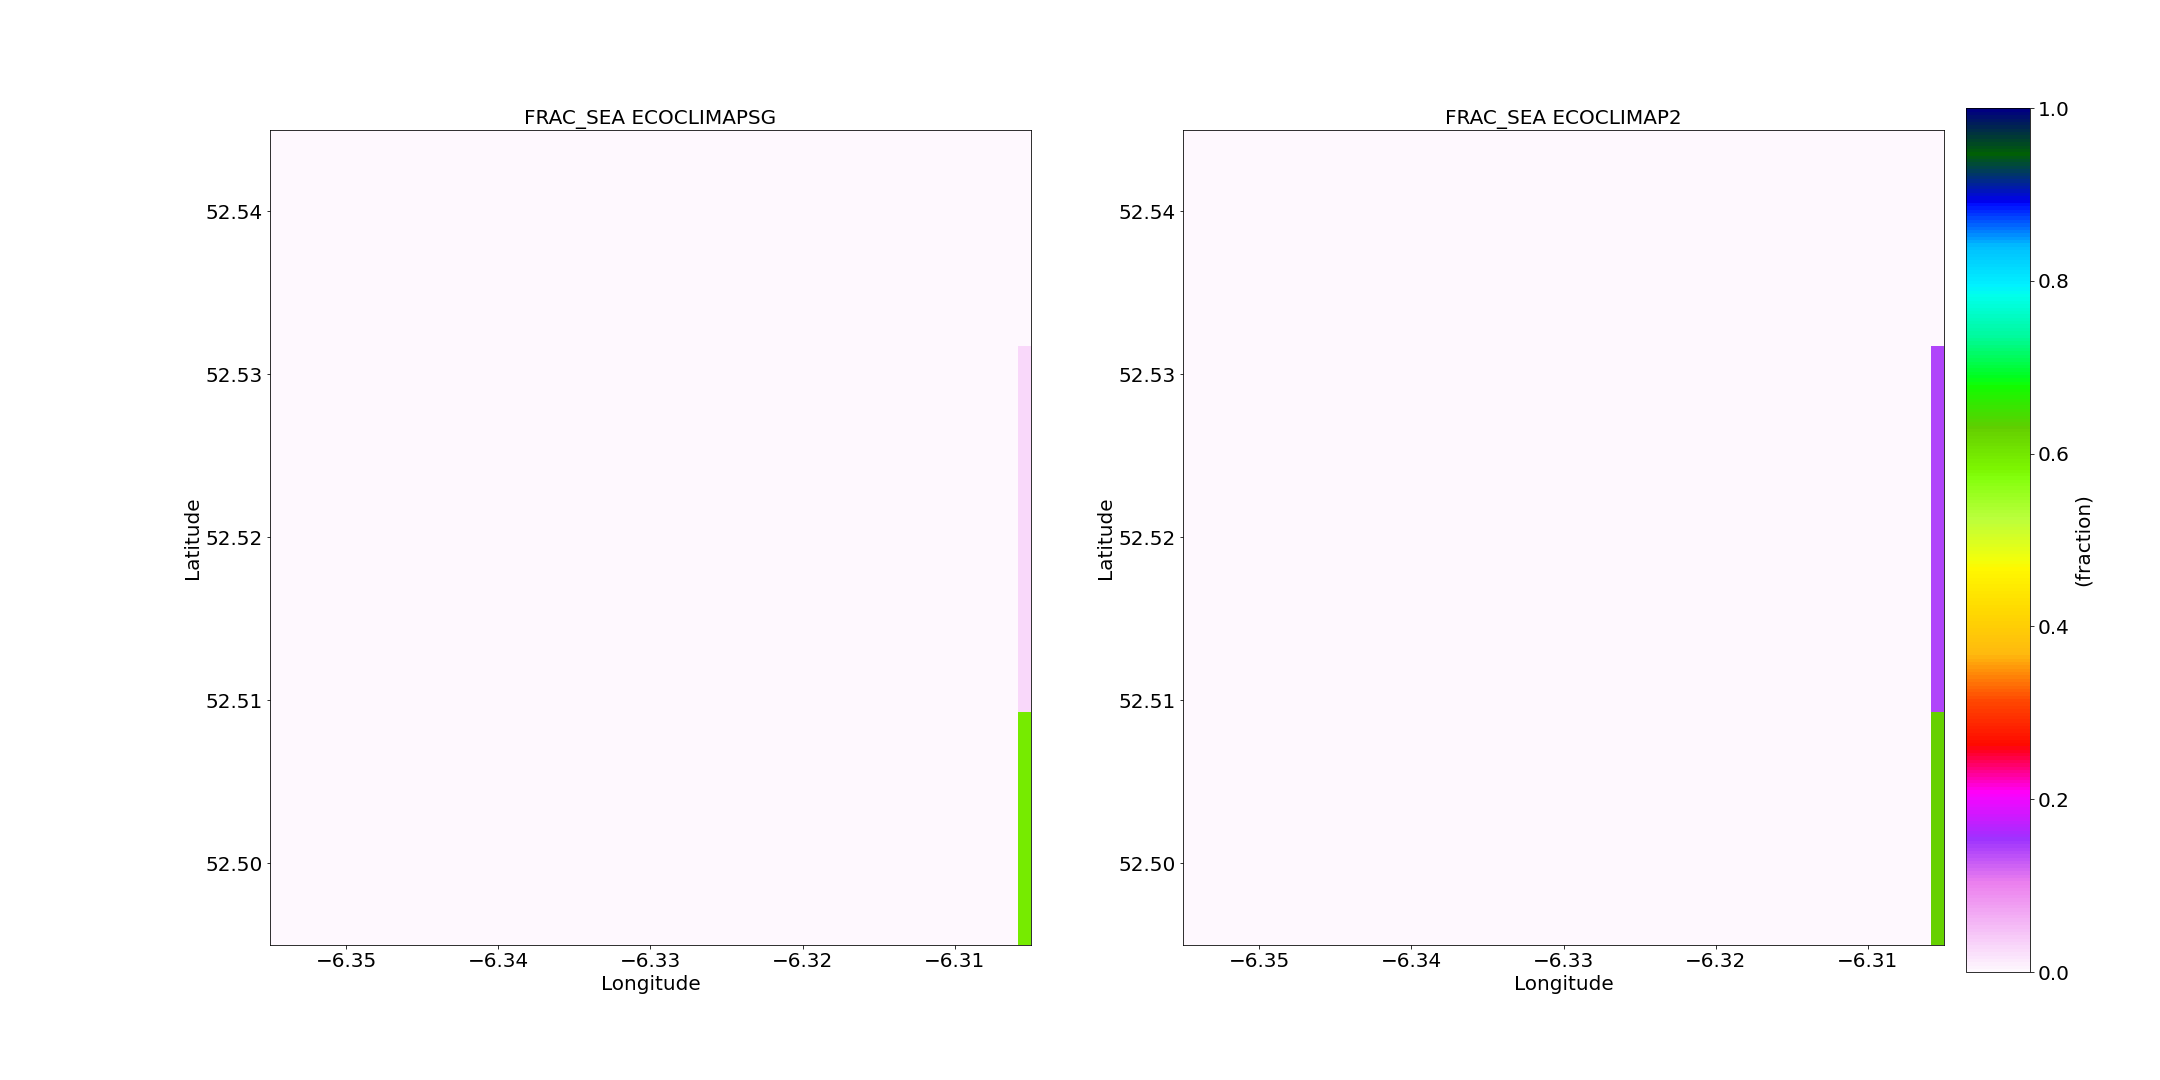 FRAC_SEA ECOCLIMAPSG
52.54
52.53
52.52
52.51
52.50
Latitude
−6.35 −6.34 −6.33 −6.32 −6.31
Longitude
FRAC_SEA ECOCLIMAP2
52.54
52.53
52.52
52.51
52.50
Latitude
−6.35 −6.34 −6.33 −6.32 −6.31
Longitude
1.0
0.8
0.6
0.4
0.2
0.0
(fraction)